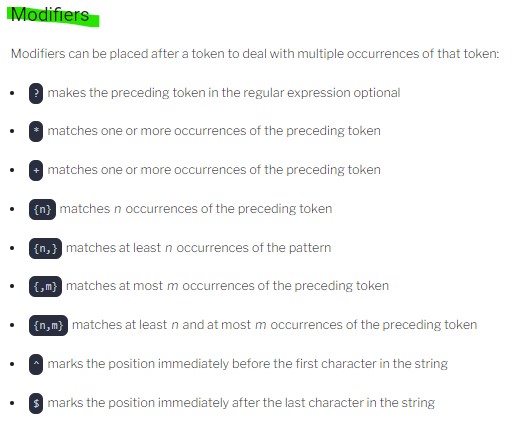 Modifiers
Modifiers can be placed after a token to deal with multiple occurrences of that token:
• ? makes the preceding token in the regular expression optional
• * matches one or more occurrences of the preceding token
• + matches one or more occurrences of the preceding token
• {n} matches n occurrences of the preceding token
• {n,} matches at least n occurrences of the pattern
• {,m} matches at most m occurrences of the preceding token
• {n,m} matches at least n and at most m occurrences of the preceding token
• ^ marks the position immediately before the first character in the string
• $ marks the position immediately after the last character in the string